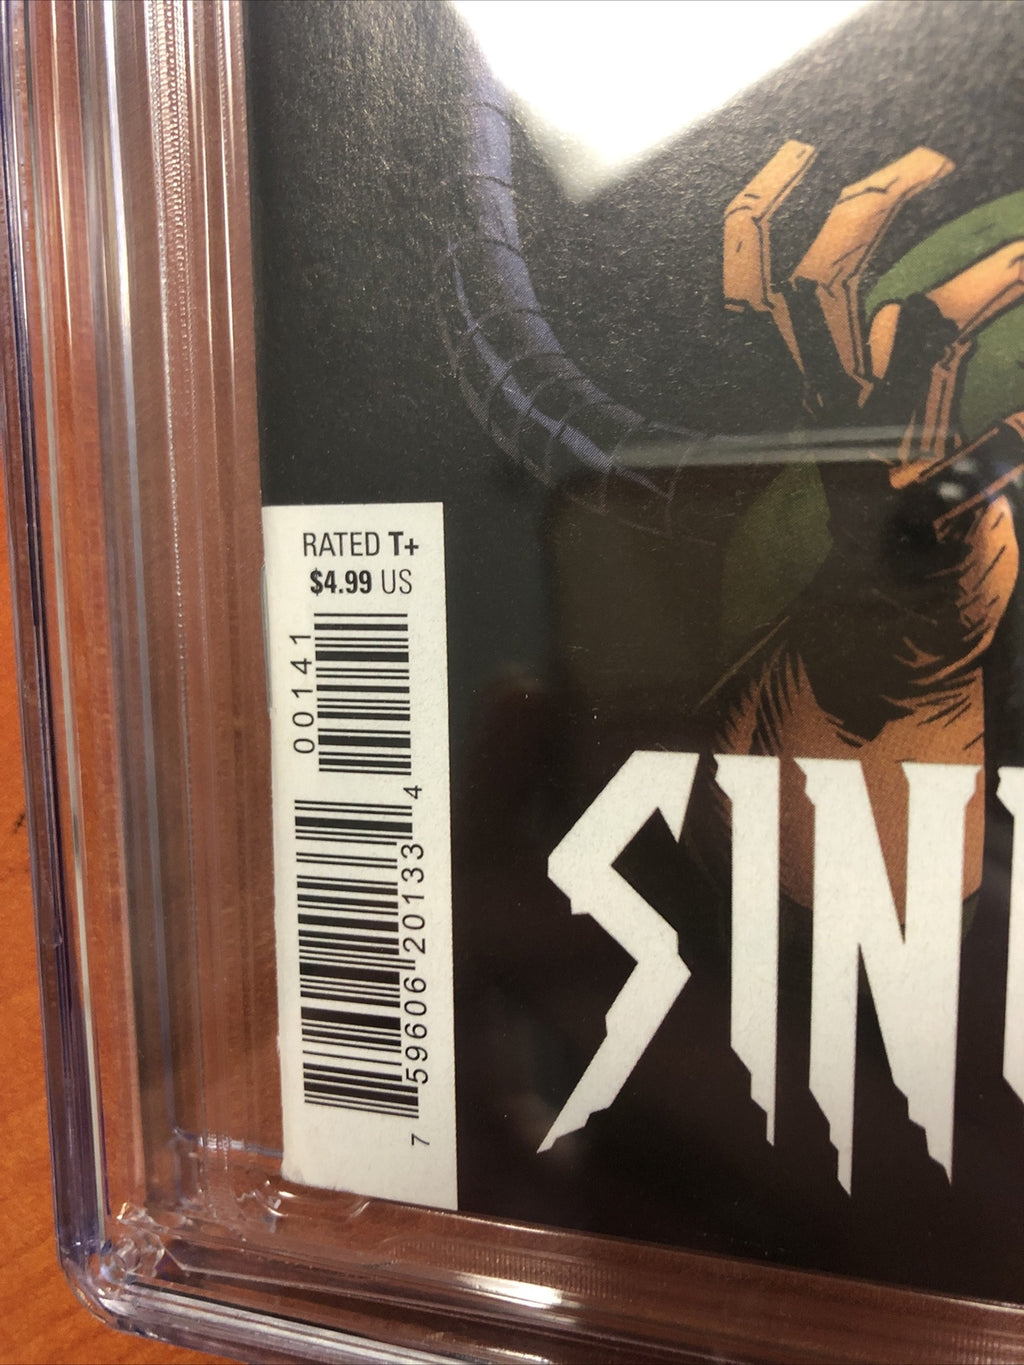 RATED T+
$4.99 US
00141
7 59606 20133 4
SIN